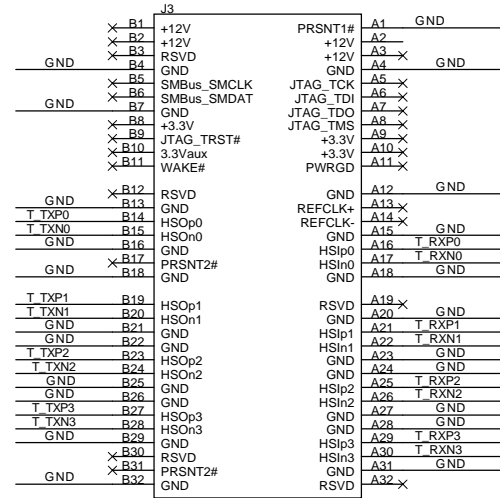 J3
B1 +12V PRSNT1# A1 GND
B2 +12V +12V A2
B3 RSVD +12V A3
GND B4 GND GND A4 GND
B5 SMBus_SMCLK JTAG_TCK A5
B6 SMBus_SMDAT JTAG_TDI A6
GND B7 GND JTAG_TDO A7
B8 +3.3V JTAG_TMS A8
B9 JTAG_TRST# +3.3V A9
B10 3.3Vaux +3.3V A10
B11 WAKE# PWRGD A11
B12 RSVD GND A12 GND
GND B13 GND REFCLK+ A13
T_TXP0 B14 HSOp0 REFCLK- A14
T_TXN0 B15 HSOn0 GND A15 GND
GND B16 GND HSIp0 A16 T_RXP0
B17 PRSNT2# HSIn0 A17 T_RXN0
GND B18 GND GND A18 GND
T_TXP1 B19 HSOp1 RSVD A19
T_TXN1 B20 HSOn1 GND A20 GND
GND B21 GND HSIp1 A21 T_RXP1
GND B22 GND HSIn1 A22 T_RXN1
T_TXP2 B23 HSOp2 GND A23 GND
T_TXN2 B24 HSOn2 GND A24 GND
GND B25 GND HSIp2 A25 T_RXP2
GND B26 GND HSIn2 A26 T_RXN2
T_TXP3 B27 HSOp3 GND A27 GND
T_TXN3 B28 HSOn3 GND A28 GND
GND B29 GND HSIp3 A29 T_RXP3
B30 RSVD HSIn3 A30 T_RXN3
B31 PRSNT2# GND A31 GND
GND B32 GND RSVD A32